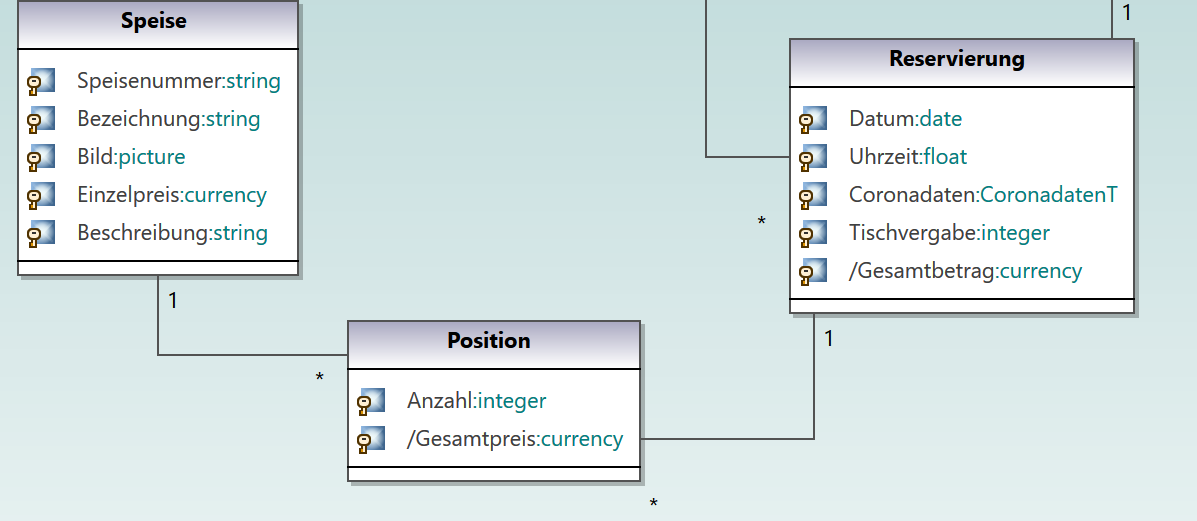 Speise
Speisenummer:string
Bezeichnung:string
Bild:picture
Einzelpreis:currency
Beschreibung:string
1
*
1
Reservierung
Datum:date
Uhrzeit:float
Coronadaten:CoronadatenT
Tischvergabe:integer
/Gesamtbetrag:currency
*
1
Position
Anzahl:integer
/Gesamtpreis:currency
*